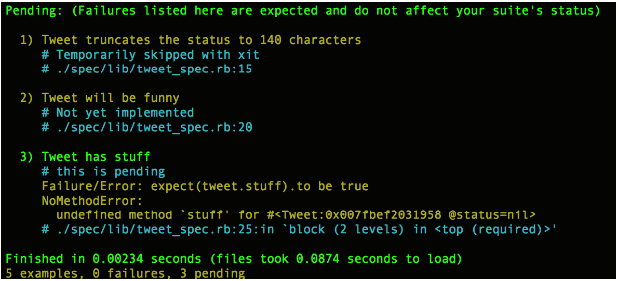 Pending: (Failures listed here are expected and do not affect your suite's status)
1) Tweet truncates the status to 140 characters
# Temporarily skipped with xit
# ./spec/lib/tweet_spec.rb:15
2) Tweet will be funny
# Not yet implemented
# ./spec/lib/tweet_spec.rb:20
3) Tweet has stuff
# this is pending
Failure/Error: expect(tweet.stuff).to be true
NoMethodError:
undefined method `stuff' for #<Tweet:0x007fbef2031958 @status=nil>
# ./spec/lib/tweet_spec.rb:25:in `block (2 levels) in <top (required)>'
Finished in 0.00234 seconds (files took 0.0874 seconds to load)
5 examples, 0 failures, 3 pending